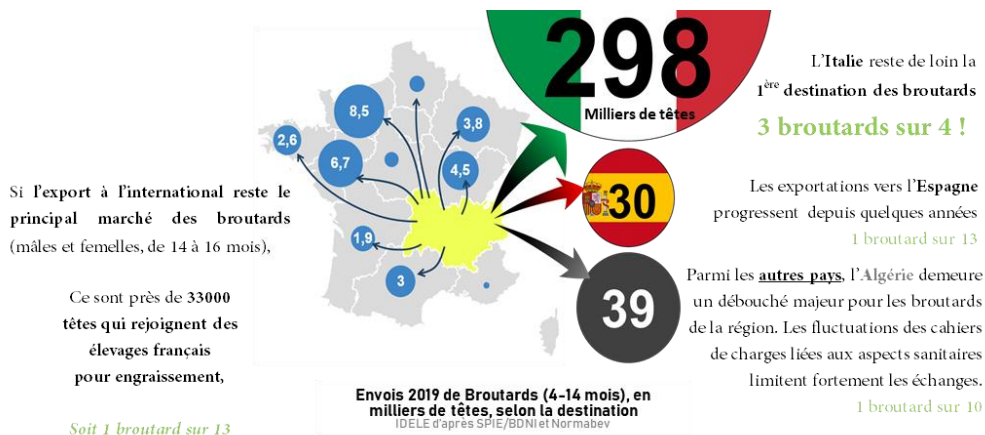 Si l'export à l'international reste le
principal marché des broutards
(mâles et femelles, de 14 à 16 mois),
Ce sont près de 33000
têtes qui rejoignent des
élevages français
pour engraissement,
Soit 1 broutard sur 13
8,5
3,8
2,6
6,7
4,5
1,9
3
298
Milliers de têtes
30
39
Envois 2019 de Broutards (4-14 mois), en
milliers de têtes, selon la destination
IDELE d'après SPIE/BDNI et Normabev
L'Italie reste de loin la
1ère destination des broutards
3 broutards sur 4 !
Les exportations vers l'Espagne
progressent depuis quelques années
1 broutard sur 13
Parmi les autres pays, l'Algérie demeure
un débouché majeur pour les broutards
de la région. Les fluctuations des cahiers
de charges liées aux aspects sanitaires
limitent fortement les échanges.
1 broutard sur 10